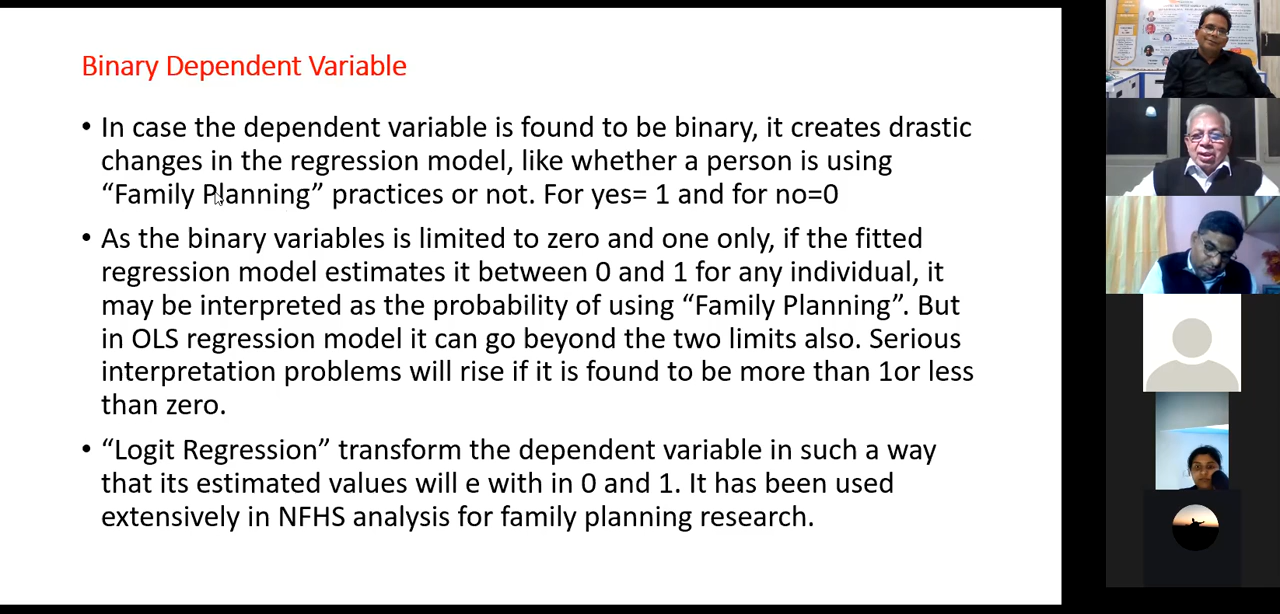 Binary Dependent Variable
• In case the dependent variable is found to be binary, it creates drastic
changes in the regression model, like whether a person is using
“Family Planning” practices or not. For yes= 1 and for no=0
• As the binary variables is limited to zero and one only, if the fitted
regression model estimates it between 0 and 1 for any individual, it
may be interpreted as the probability of using “Family Planning”. But
in OLS regression model it can go beyond the two limits also. Serious
interpretation problems will rise if it is found to be more than 1or less
than zero.
• “Logit Regression” transform the dependent variable in such a way
that its estimated values will e with in 0 and 1. It has been used
extensively in NFHS analysis for family planning research.